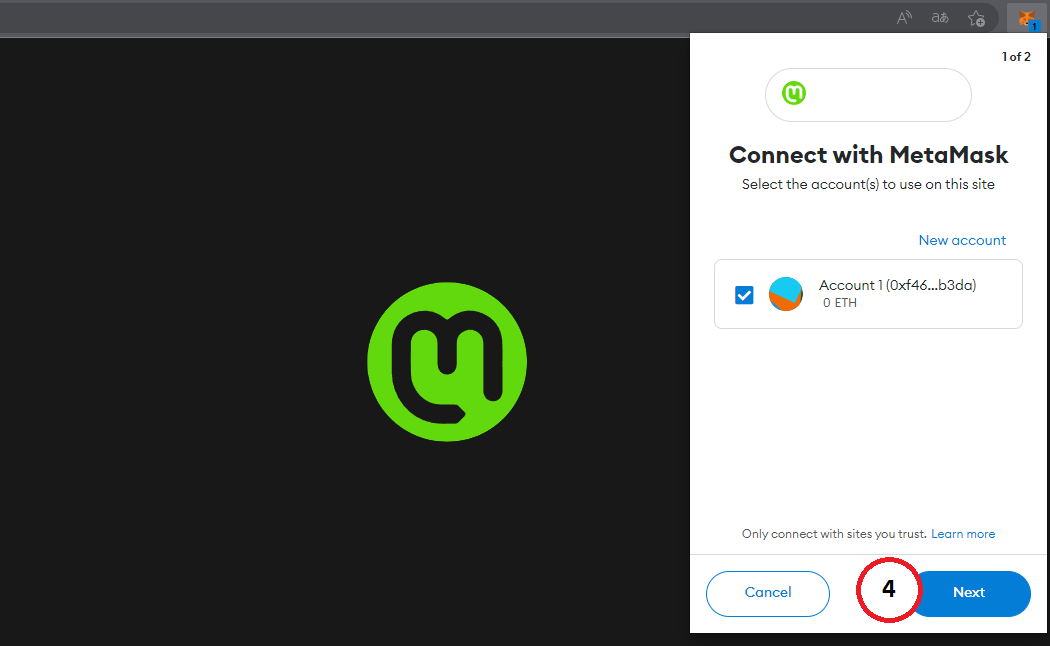 1
1 of 2
Connect with MetaMask
Select the account(s) to use on this site
New account
Account 1 (0xf46...b3da)
0 ETH
Only connect with sites you trust. Learn more
Cancel
4
Next